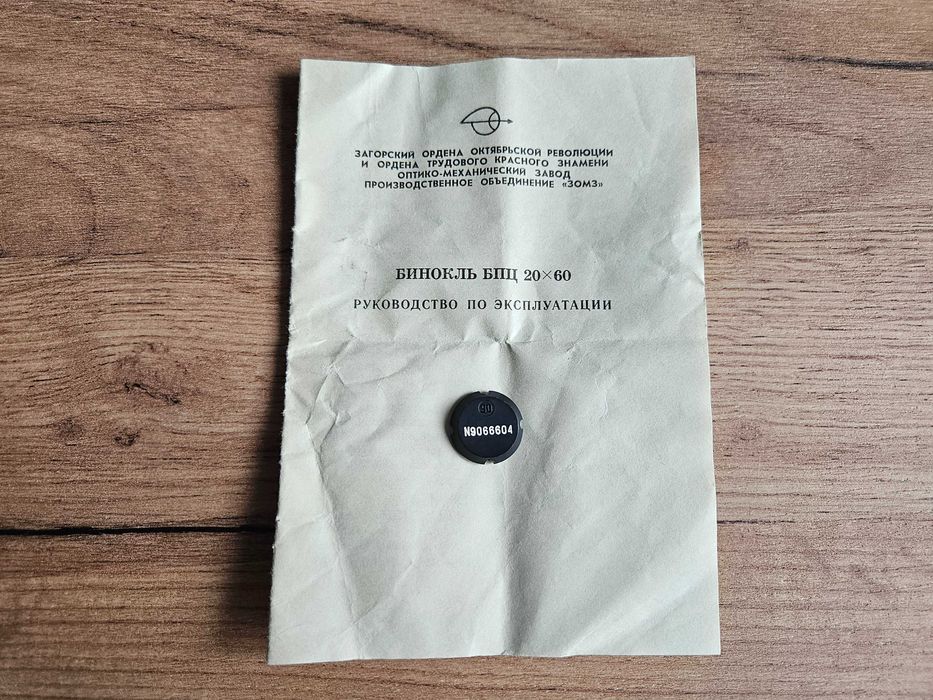 ЗАГОРСКИЙ ОРДЕНА ОКТЯБРЬСКОЙ РЕВОЛЮЦИИ
И ОРДЕНА ТРУДОВОГО КРАСНОГО ЗНАМЕНИ
ОПТИКО-МЕХАНИЧЕСКИЙ ЗАВОД
ПРОИЗВОДСТВЕННОЕ ОБЪЕДИНЕНИЕ «ЗОМЗ»
БИНОКЛЬ БПЦ 20×60
РУКОВОДСТВО ПО ЭКСПЛУАТАЦИИ
N9066604